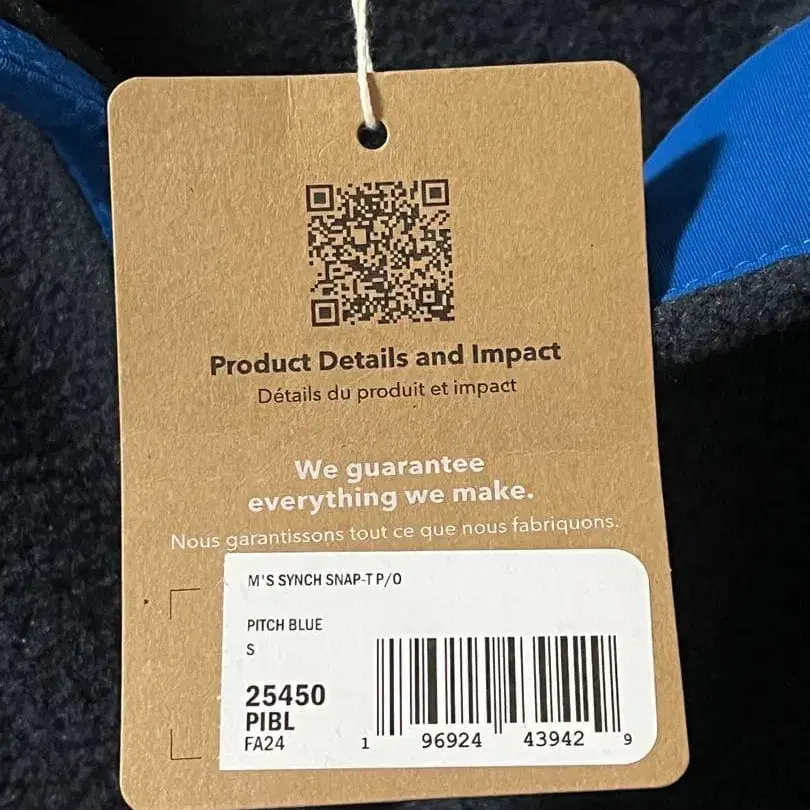 Product Details and Impact
Détails du produit et impact
We guarantee
everything we make.
Nous garantissons tout ce que nous fabriquons.
M'S SYNCH SNAP-T P/O
PITCH BLUE
S
25450
PIBL
FA24
1 96924 43942 9